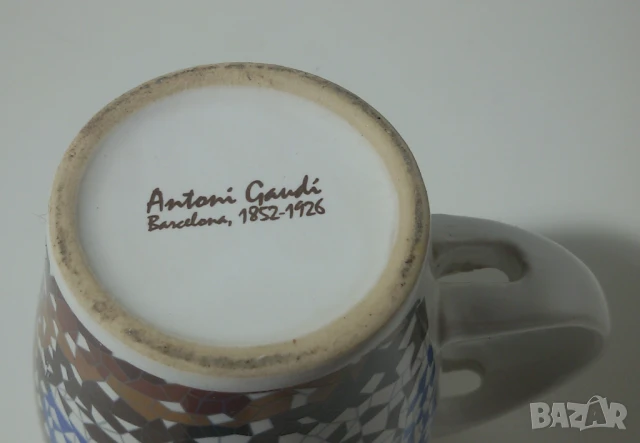 Antoni Gaudí
Barcelona, 1852-1926
BAZAR